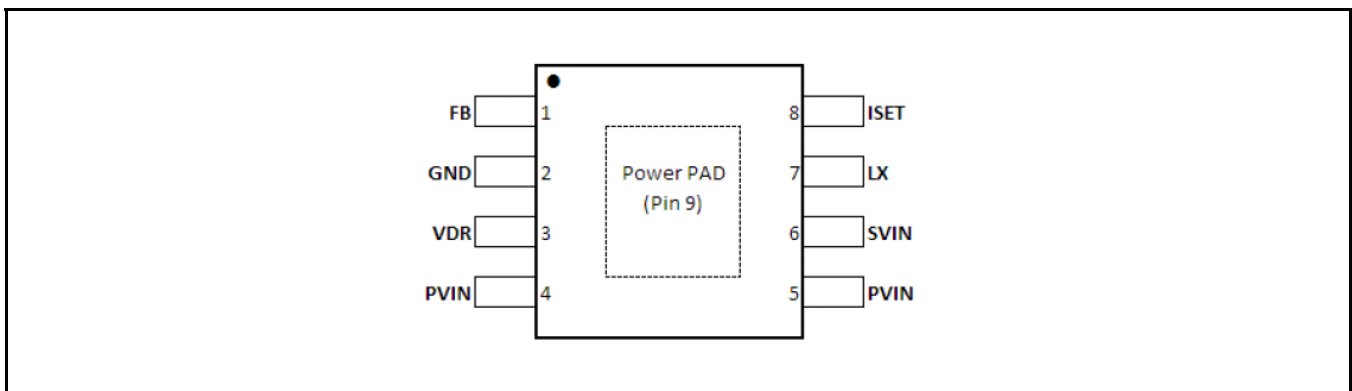 FB 1 8 ISET
GND 2 Power PAD 7 LX
(Pin 9)
VDR 3 6 SVIN
PVIN 4 5 PVIN